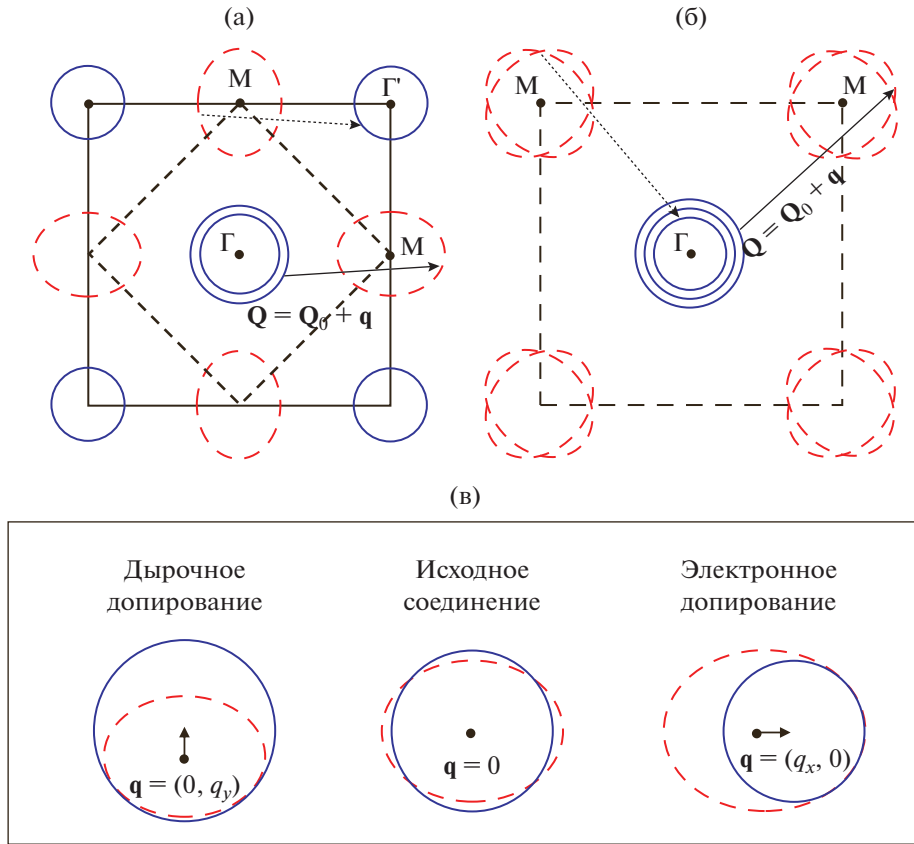 (а)
(б)
М
Γ'
М
М
Γ
М
Γ
Q = Q₀ + q
Q = Q₀ + q
(в)
Дырочное
допирование
Исходное
соединение
Электронное
допирование
q = (0, qy)
q = 0
q = (qx, 0)